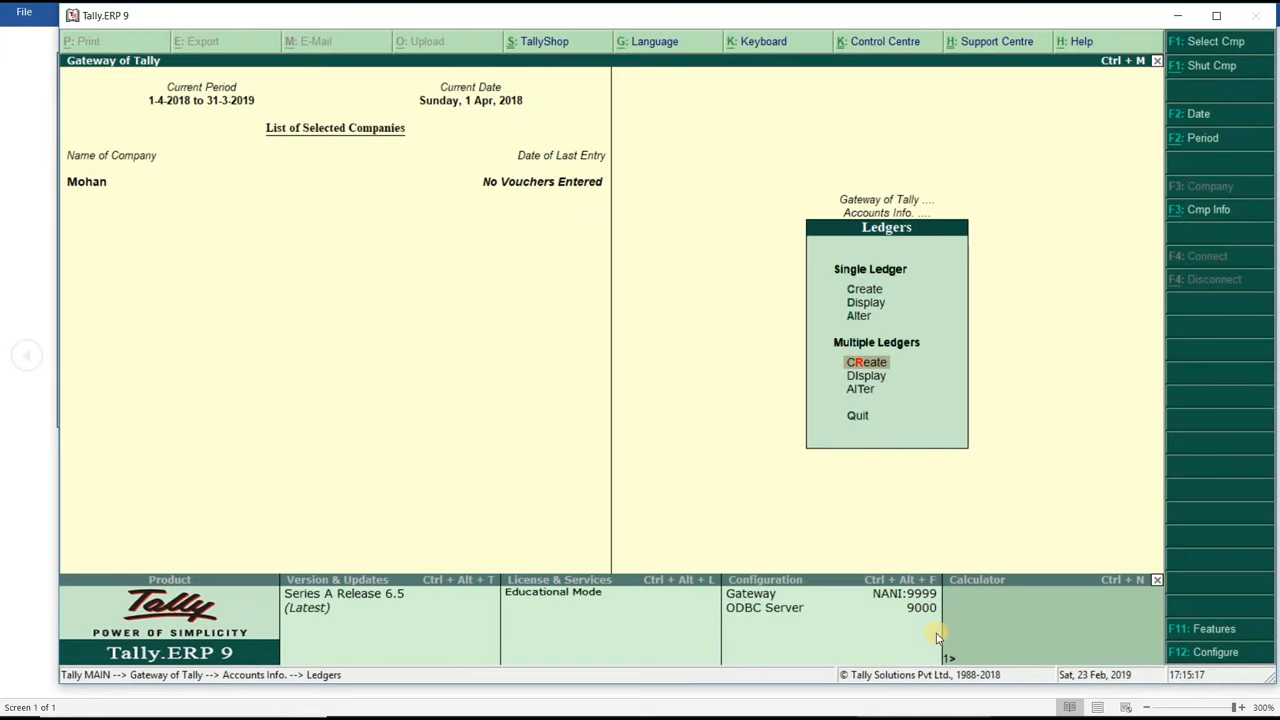 File
Tally.ERP 9
P: Print E: Export M: E-Mail O: Upload S: TallyShop G: Language K: Keyboard K: Control Centre H: Support Centre H: Help
Gateway of Tally Ctrl + M
Current Period Current Date
1-4-2018 to 31-3-2019 Sunday, 1 Apr, 2018
List of Selected Companies
Name of Company Date of Last Entry
Mohan No Vouchers Entered
Gateway of Tally ....
Accounts Info. ....
Ledgers
Single Ledger
Create
Display
Alter
Multiple Ledgers
CReate
DIsplay
AlTer
Quit
F1: Select Cmp
F1: Shut Cmp
F2: Date
F2: Period
F3: Company
F3: Cmp Info
F4: Connect
F4: Disconnect
F11: Features
F12: Configure
Product
Tally
POWER OF SIMPLICITY
Tally.ERP 9
Version & Updates Ctrl + Alt + T
Series A Release 6.5
(Latest)
License & Services Ctrl + Alt + L
Educational Mode
Configuration Ctrl + Alt + F
Gateway NANI:9999
ODBC Server 9000
Calculator Ctrl + N
1>
Tally MAIN --> Gateway of Tally --> Accounts Info. --> Ledgers © Tally Solutions Pvt Ltd., 1988-2018 Sat, 23 Feb, 2019 17:15:17
Screen 1 of 1 300%